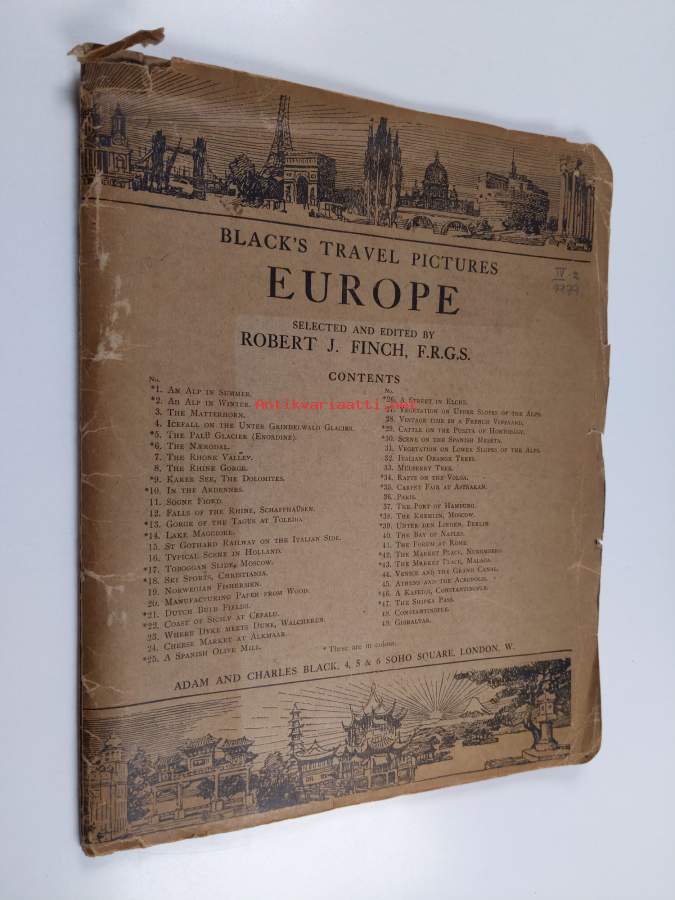 BLACK'S TRAVEL PICTURES
EUROPE
SELECTED AND EDITED BY
ROBERT J. FINCH, F.R.G.S.
IV. 2
CONTENTS
No.
*1. AN ALP IN SUMMER.
*2. AN ALP IN WINTER.
3. THE MATTERHORN.
4. ICEFALL ON THE UNTER GRINDELWALD GLACIER.
*5. THE PALÜ GLACIER (ENGADINE).
*6. THE NÆRODAL.
7. THE RHONE VALLEY.
8. THE RHINE GORGE.
*9. KARER SEE, THE DOLOMITES.
*10. IN THE ARDENNES.
11. SOGNE FIORD.
12. FALLS OF THE RHINE, SCHAFFHAUSEN.
*13. GORGE OF THE TAGUS AT TOLEDO.
*14. LAKE MAGGIORE.
15. ST GOTHARD RAILWAY ON THE ITALIAN SIDE.
16. TYPICAL SCENE IN HOLLAND.
*17. TOBOGGAN SLIDE, MOSCOW.
*18. SKI SPORTS, CHRISTIANIA.
19. NORWEGIAN FISHERMEN.
20. MANUFACTURING PAPER FROM WOOD.
*21. DUTCH BULB FIELDS.
*22. COAST OF SICILY AT CEFALU.
23. WHERE DYKE MEETS DUNE, WALCHEREN.
24. CHEESE MARKET AT ALKMAAR.
*25. A SPANISH OLIVE MILL.
No.
*26. A STREET IN ELCHE.
27. VEGETATION ON UPPER SLOPES OF THE ALPS.
28. VINTAGE TIME IN A FRENCH VINEYARD.
*29. CATTLE ON THE PUSZTA OF HORTOBAGY.
*30. SCENE ON THE SPANISH MESETA.
31. VEGETATION ON LOWER SLOPES OF THE ALPS.
32. ITALIAN ORANGE TREES.
33. MULBERRY TREE.
*34. RAFTS ON THE VOLGA.
*35. CARPET FAIR AT ASTRAKAN.
*36. PARIS.
37. THE PORT OF HAMBURG.
*38. THE KREMLIN, MOSCOW.
*39. UNTER DEN LINDEN, BERLIN.
40. THE BAY OF NAPLES.
41. THE FORUM AT ROME.
*42. THE MARKET PLACE, NUREMBERG.
*43. THE MARKET PLACE, MALAGA.
44. VENICE AND THE GRAND CANAL.
45. ATHENS AND THE ACROPOLIS.
*46. A KAFEDJI, CONSTANTINOPLE.
*47. THE SHIPKA PASS.
48. CONSTANTINOPLE.
49. GIBRALTAR.
* These are in colour.
ADAM AND CHARLES BLACK, 4, 5 & 6 SOHO SQUARE, LONDON, W.
Antikvariaatti.net